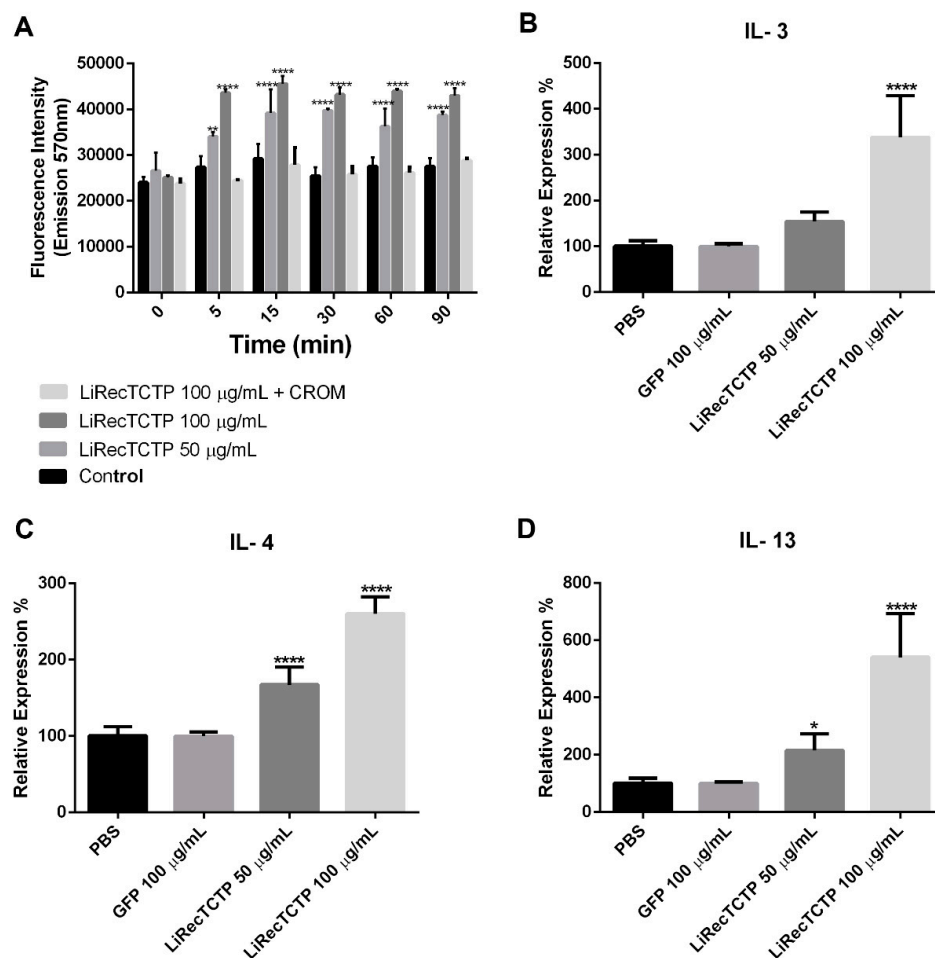 A
Fluorescence Intensity
(Emission 570nm)
50000
40000
30000
20000
10000
0
**
****
****
****
****
****
****
****
****
****
0
5
15
30
60
90
Time (min)
LiRecTCTP 100 μg/mL + CROM
LiRecTCTP 100 μg/mL
LiRecTCTP 50 μg/mL
Control
B
IL- 3
Relative Expression %
500
400
300
200
100
0
****
PBS
GFP 100 μg/mL
LiRecTCTP 50 μg/mL
LiRecTCTP 100 μg/mL
C
IL- 4
Relative Expression %
300
200
100
0
****
****
PBS
GFP 100 μg/mL
LiRecTCTP 50 μg/mL
LiRecTCTP 100 μg/mL
D
IL- 13
Relative Expression %
800
600
400
200
0
*
****
PBS
GFP 100 μg/mL
LiRecTCTP 50 μg/mL
LiRecTCTP 100 μg/mL